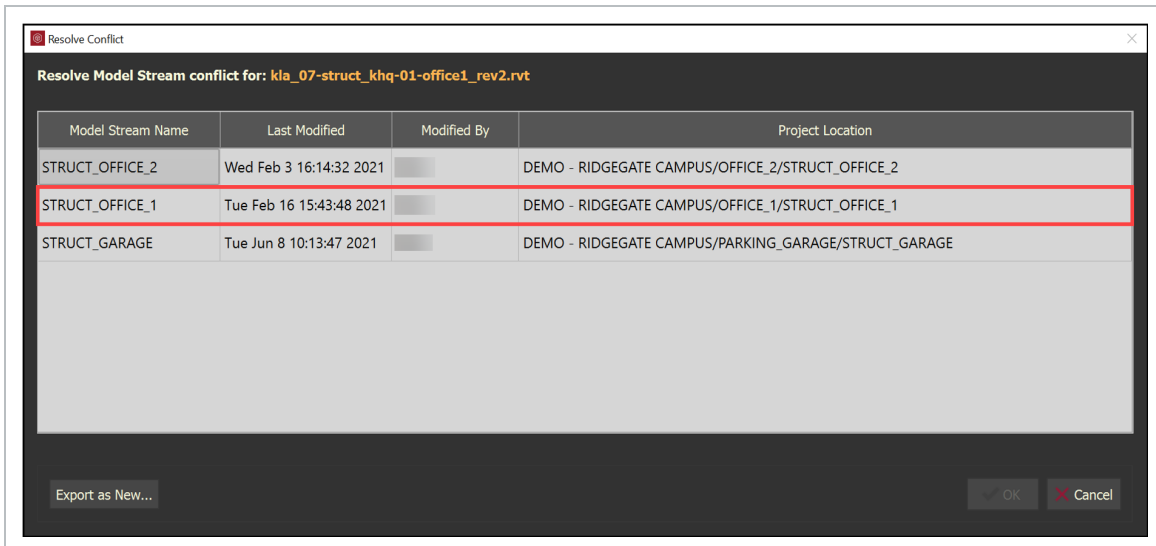 Resolve Conflict
Resolve Model Stream conflict for: kla_07-struct_khq-01-office1_rev2.rvt
Model Stream Name Last Modified Modified By Project Location
STRUCT_OFFICE_2 Wed Feb 3 16:14:32 2021 DEMO - RIDGEGATE CAMPUS/OFFICE_2/STRUCT_OFFICE_2
STRUCT_OFFICE_1 Tue Feb 16 15:43:48 2021 DEMO - RIDGEGATE CAMPUS/OFFICE_1/STRUCT_OFFICE_1
STRUCT_GARAGE Tue Jun 8 10:13:47 2021 DEMO - RIDGEGATE CAMPUS/PARKING_GARAGE/STRUCT_GARAGE
Export as New... OK Cancel